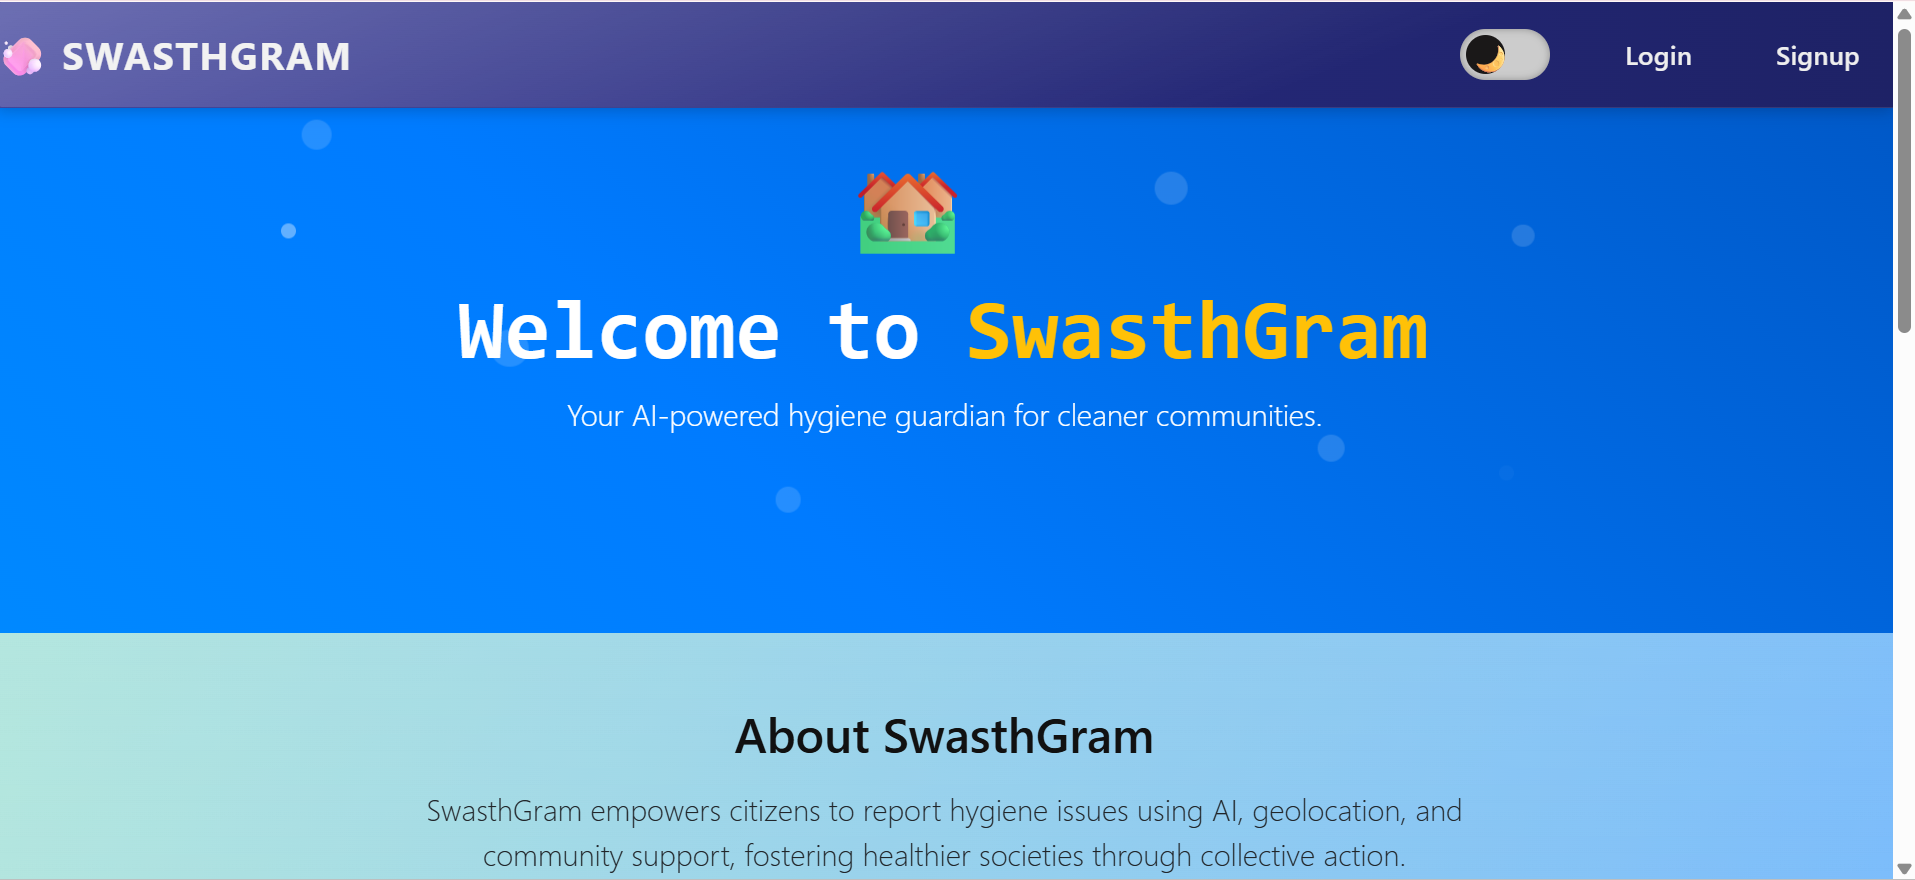 SWASTHGRAM
Login
Signup
Welcome to SwasthGram
Your AI-powered hygiene guardian for cleaner communities.
About SwasthGram
SwasthGram empowers citizens to report hygiene issues using AI, geolocation, and
community support, fostering healthier societies through collective action.